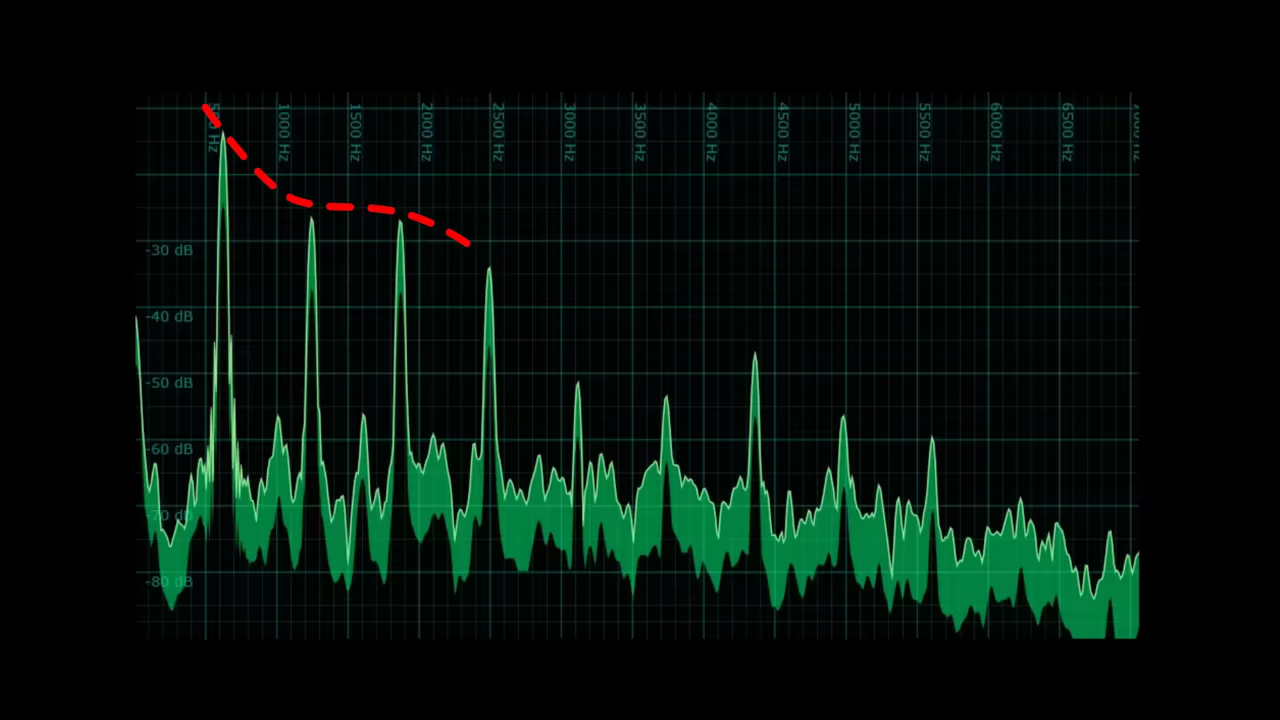 500 Hz
1000 Hz
1500 Hz
2000 Hz
2500 Hz
3000 Hz
3500 Hz
4000 Hz
4500 Hz
5000 Hz
5500 Hz
6000 Hz
6500 Hz
-30 dB
-40 dB
-50 dB
-60 dB
-70 dB
-80 dB